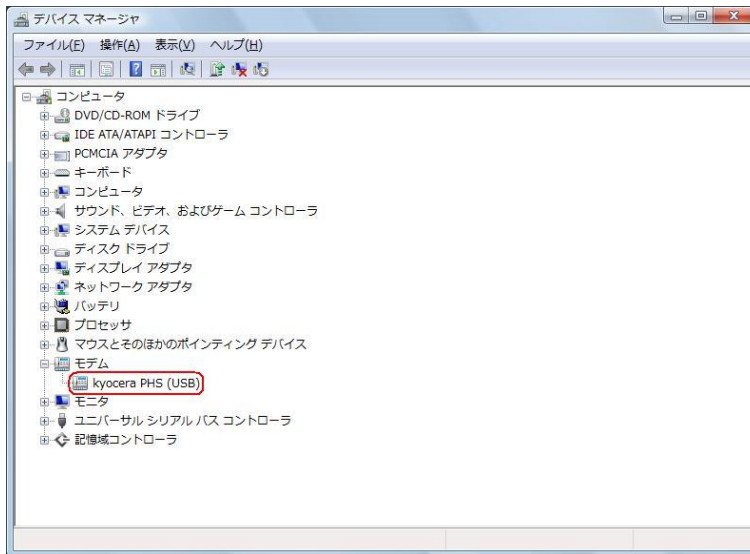 デバイス マネージャ
ファイル(F) 操作(A) 表示(V) ヘルプ(H)
コンピュータ
DVD/CD-ROM ドライブ
IDE ATA/ATAPI コントローラ
PCMCIA アダプタ
キーボード
コンピュータ
サウンド、ビデオ、およびゲーム コントローラ
システム デバイス
ディスク ドライブ
ディスプレイ アダプタ
ネットワーク アダプタ
バッテリ
プロセッサ
マウスとそのほかのポインティング デバイス
モデム
kyocera PHS (USB)
モニタ
ユニバーサル シリアル バス コントローラ
記憶域コントローラ